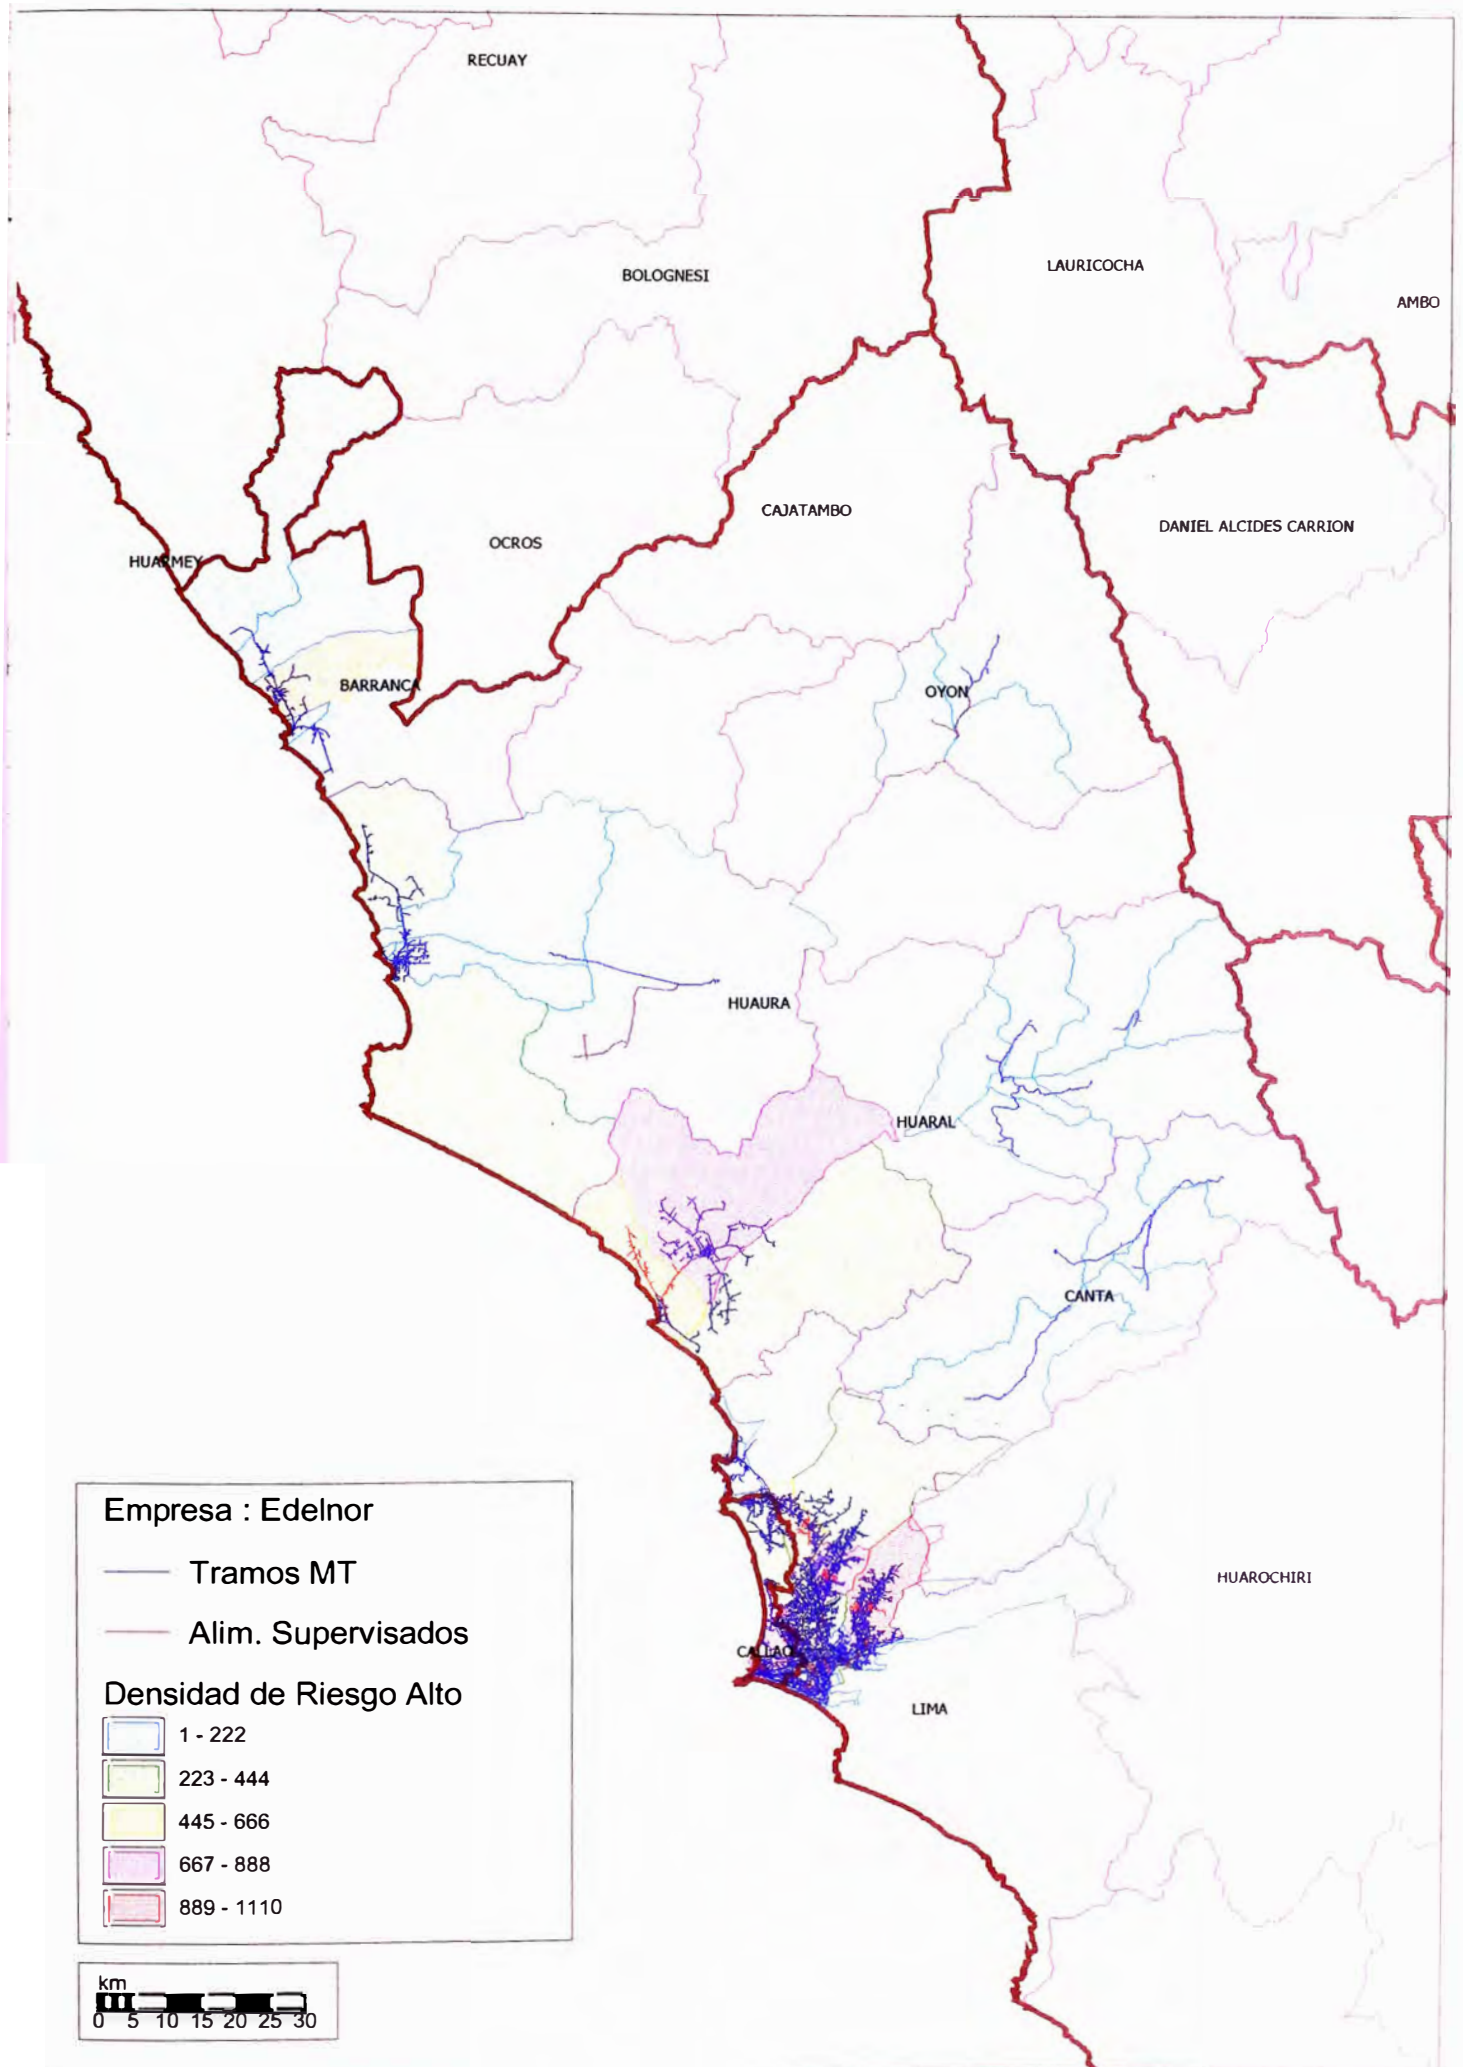 RECUAY
LAURICOCHA
BOLOGNESI
AMBO
CAJATAMBO
DANIEL ALCIDES CARRION
OCROS
HUARMEY
BARRANCA
OYON
HUAURA
HUARAL
CANTA
HUAROCHIRI
CALLAO
LIMA
Empresa : Edelnor
Tramos MT
Alim. Supervisados
Densidad de Riesgo Alto
1 - 222
223 - 444
445 - 666
667 - 888
889 - 1110
km
0 5 10 15 20 25 30